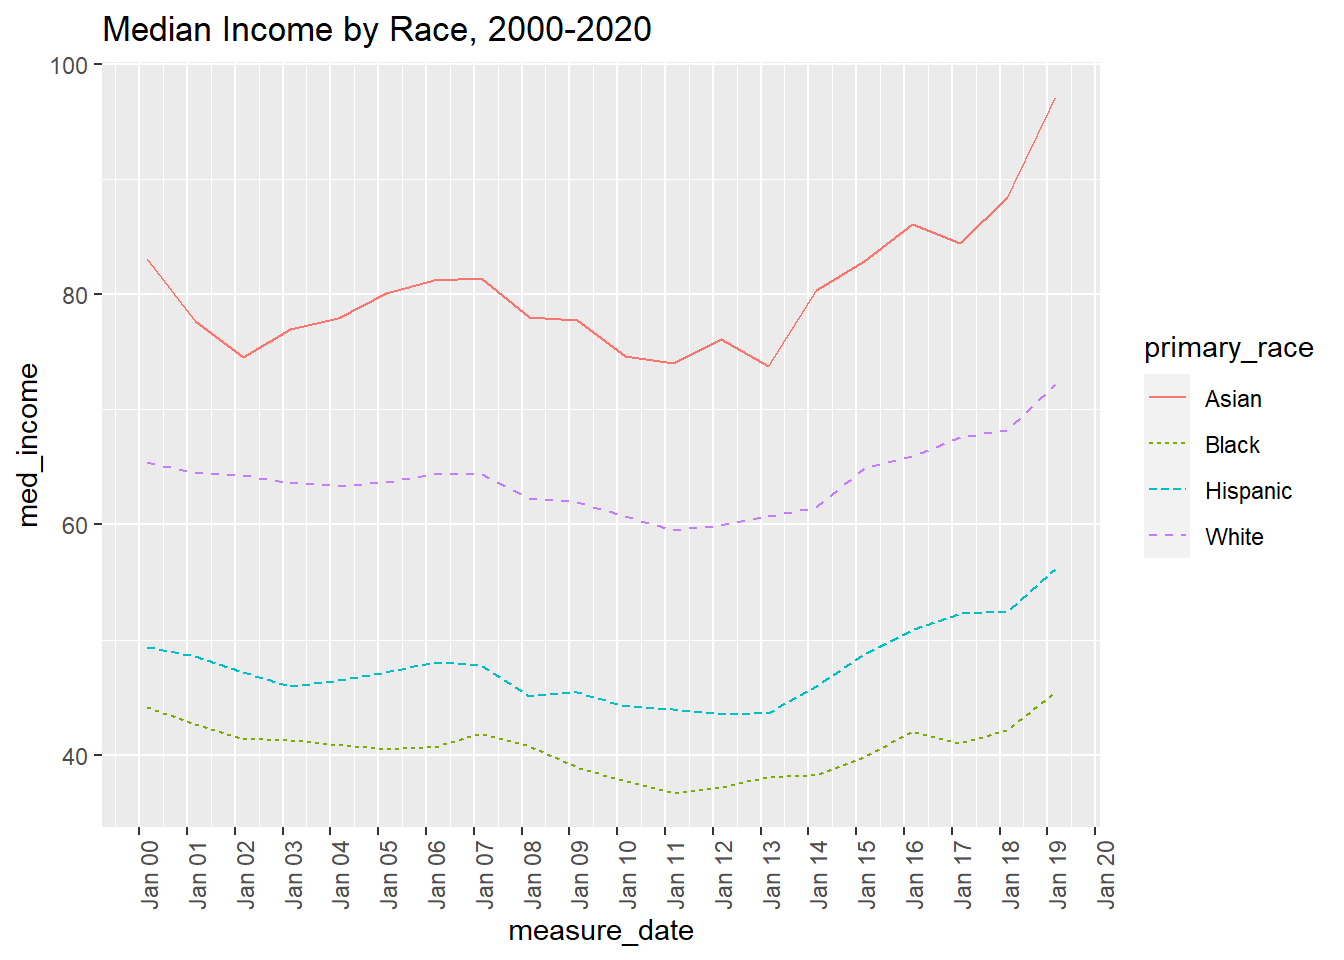 Median Income by Race, 2000-2020
100
80
60
40
med_income
Jan 00
Jan 01
Jan 02
Jan 03
Jan 04
Jan 05
Jan 06
Jan 07
Jan 08
Jan 09
Jan 10
Jan 11
Jan 12
Jan 13
Jan 14
Jan 15
Jan 16
Jan 17
Jan 18
Jan 19
Jan 20
measure_date
primary_race
Asian
Black
Hispanic
White